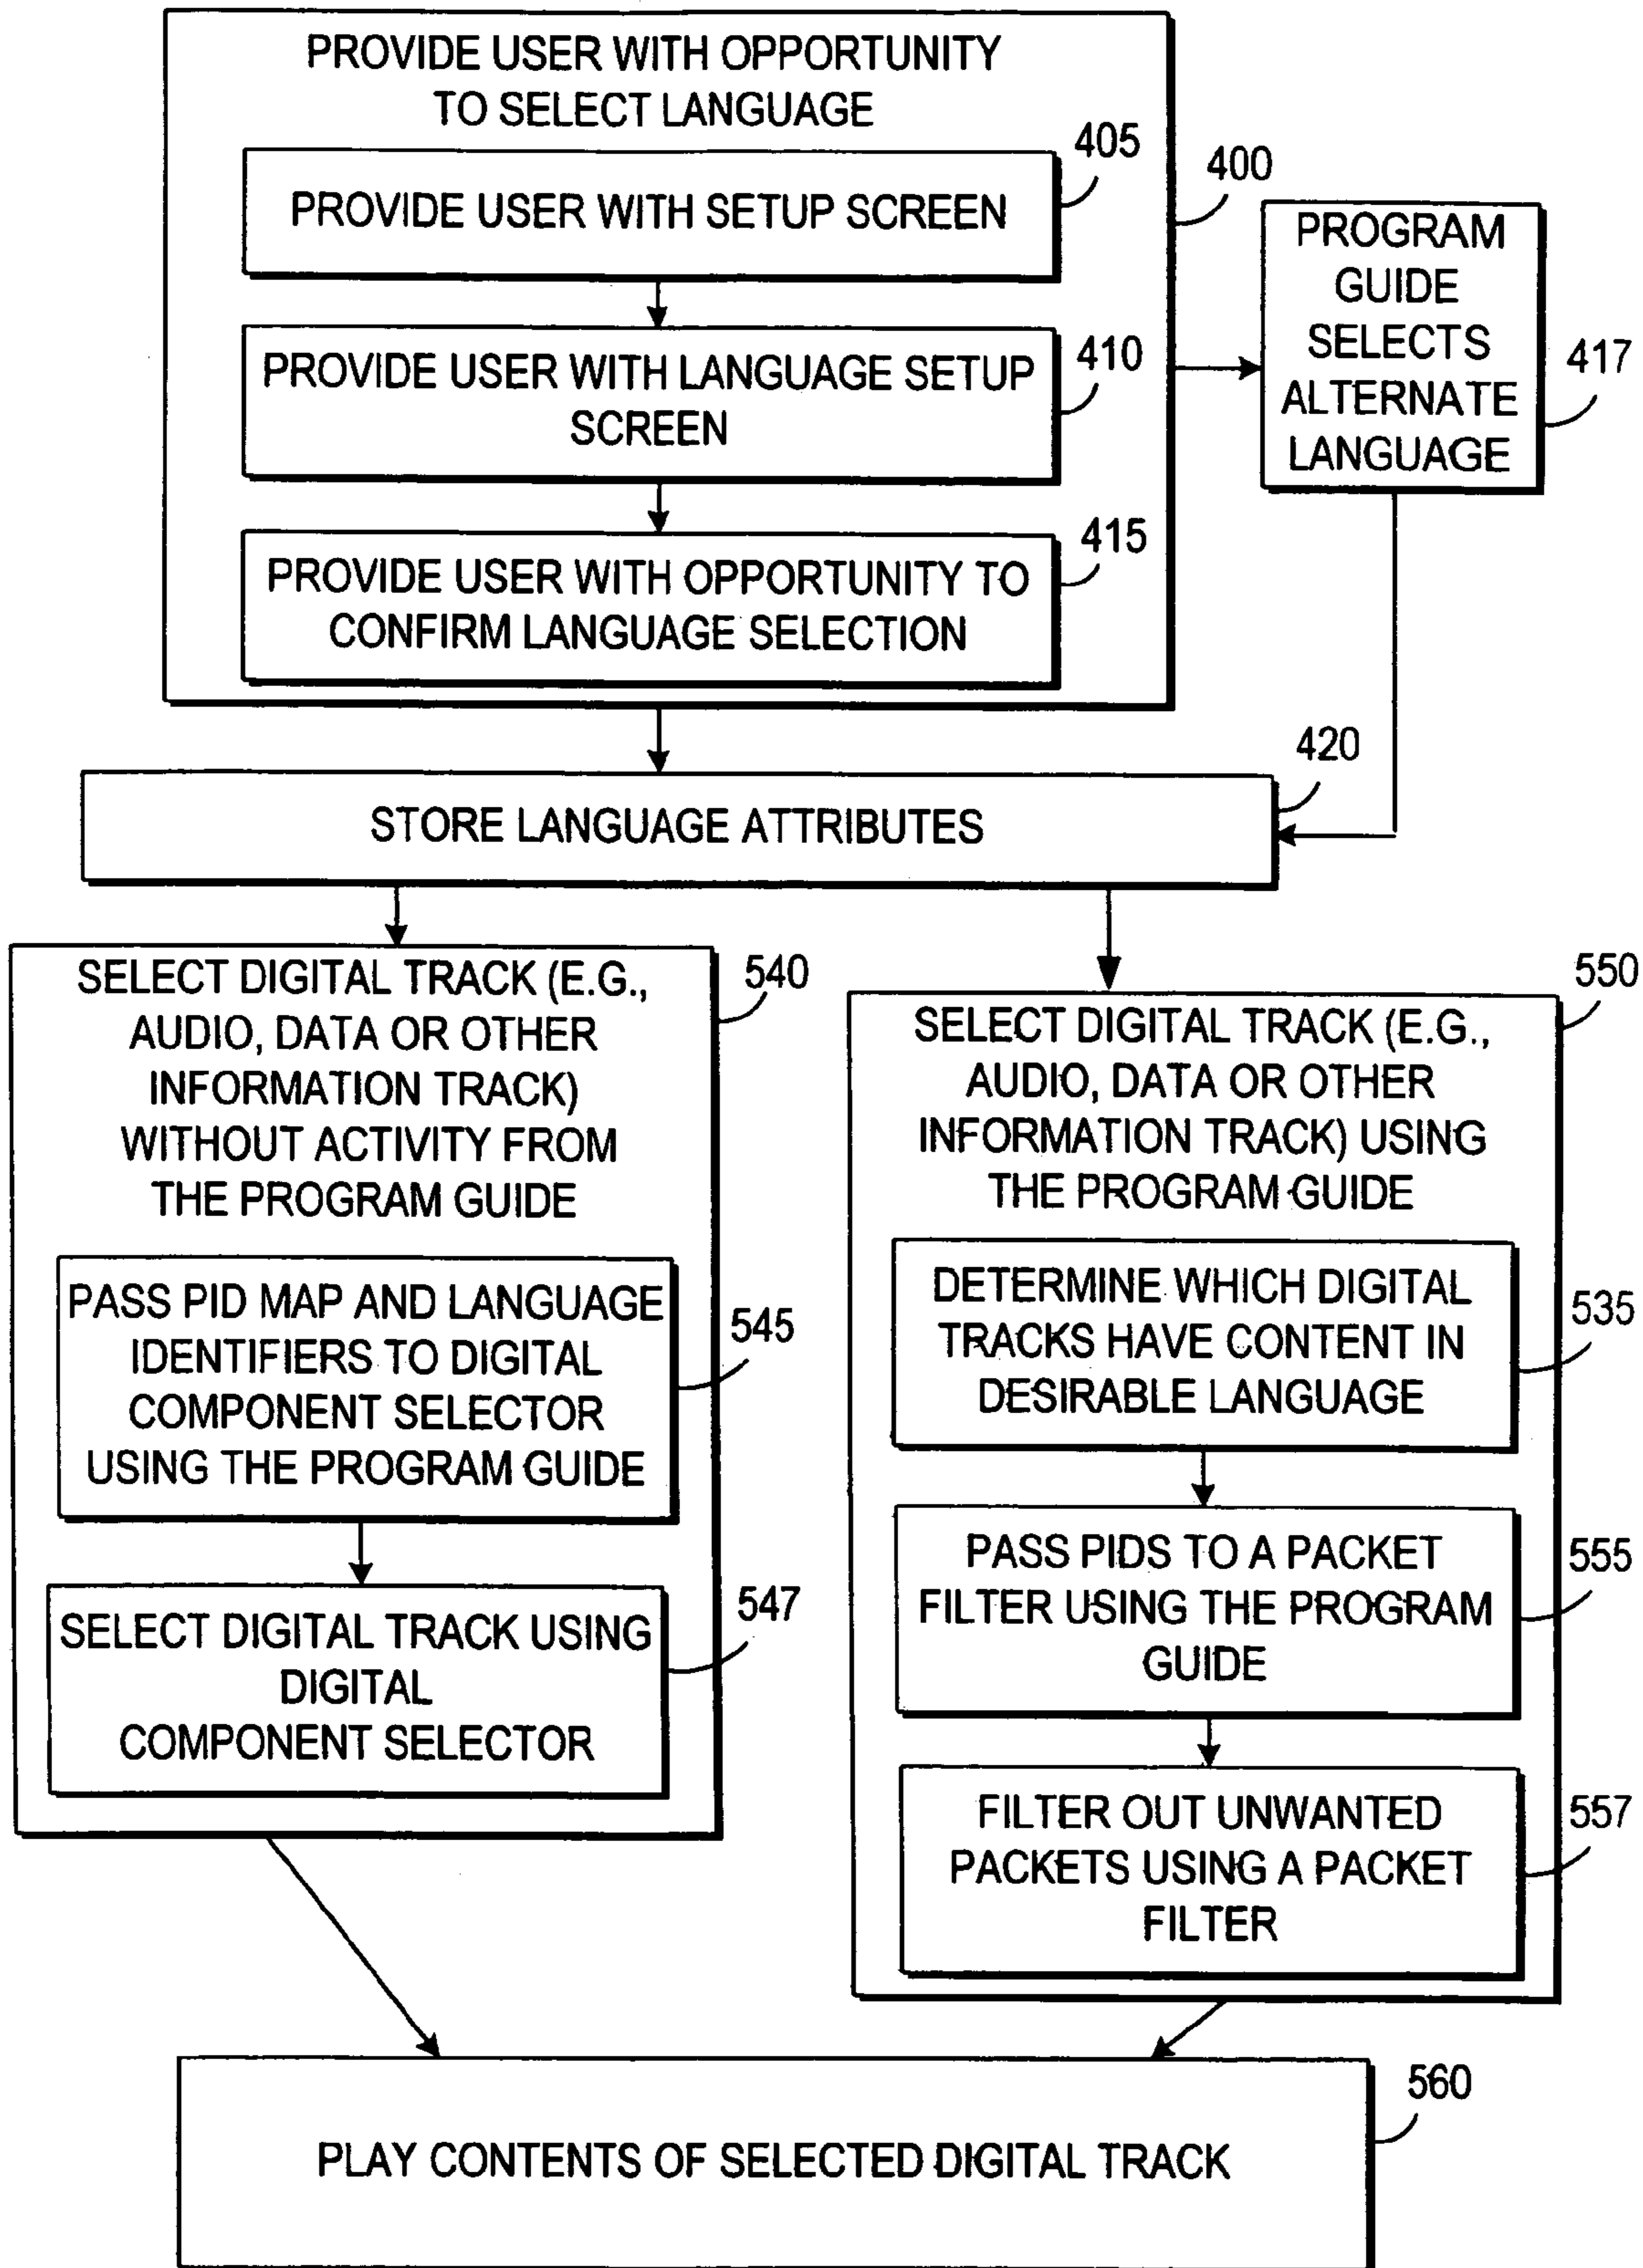 PROVIDE USER WITH OPPORTUNITY
TO SELECT LANGUAGE
405
400
PROVIDE USER WITH SETUP SCREEN
PROVIDE USER WITH LANGUAGE SETUP
SCREEN
410
PROVIDE USER WITH OPPORTUNITY TO
CONFIRM LANGUAGE SELECTION
415
PROGRAM
GUIDE
SELECTS
ALTERNATE
LANGUAGE
417
STORE LANGUAGE ATTRIBUTES
420
SELECT DIGITAL TRACK (E.G.,
AUDIO, DATA OR OTHER
INFORMATION TRACK)
WITHOUT ACTIVITY FROM
THE PROGRAM GUIDE
540
PASS PID MAP AND LANGUAGE
IDENTIFIERS TO DIGITAL
COMPONENT SELECTOR
USING THE PROGRAM GUIDE
545
SELECT DIGITAL TRACK USING
DIGITAL
COMPONENT SELECTOR
547
SELECT DIGITAL TRACK (E.G.,
AUDIO, DATA OR OTHER
INFORMATION TRACK) USING
THE PROGRAM GUIDE
550
DETERMINE WHICH DIGITAL
TRACKS HAVE CONTENT IN
DESIRABLE LANGUAGE
535
PASS PIDS TO A PACKET
FILTER USING THE PROGRAM
GUIDE
555
FILTER OUT UNWANTED
PACKETS USING A PACKET
FILTER
557
PLAY CONTENTS OF SELECTED DIGITAL TRACK
560